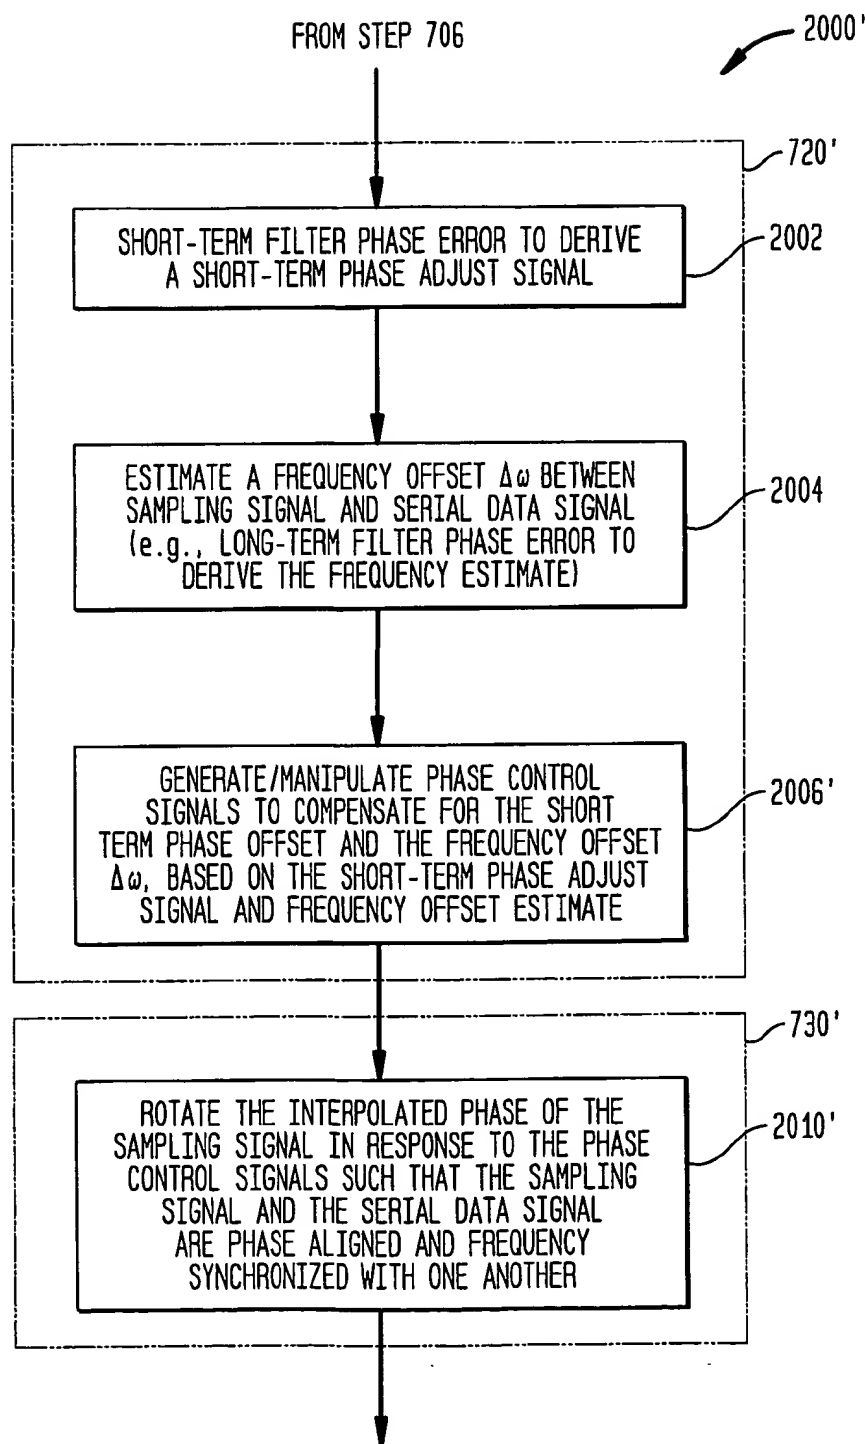 FROM STEP 706
2000'
720'
SHORT-TERM FILTER PHASE ERROR TO DERIVE
A SHORT-TERM PHASE ADJUST SIGNAL
2002
ESTIMATE A FREQUENCY OFFSET Δω BETWEEN
SAMPLING SIGNAL AND SERIAL DATA SIGNAL
(e.g., LONG-TERM FILTER PHASE ERROR TO
DERIVE THE FREQUENCY ESTIMATE)
2004
GENERATE/MANIPULATE PHASE CONTROL
SIGNALS TO COMPENSATE FOR THE SHORT
TERM PHASE OFFSET AND THE FREQUENCY OFFSET
Δω, BASED ON THE SHORT-TERM PHASE ADJUST
SIGNAL AND FREQUENCY OFFSET ESTIMATE
2006'
730'
ROTATE THE INTERPOLATED PHASE OF THE
SAMPLING SIGNAL IN RESPONSE TO THE PHASE
CONTROL SIGNALS SUCH THAT THE SAMPLING
SIGNAL AND THE SERIAL DATA SIGNAL
ARE PHASE ALIGNED AND FREQUENCY
SYNCHRONIZED WITH ONE ANOTHER
2010'